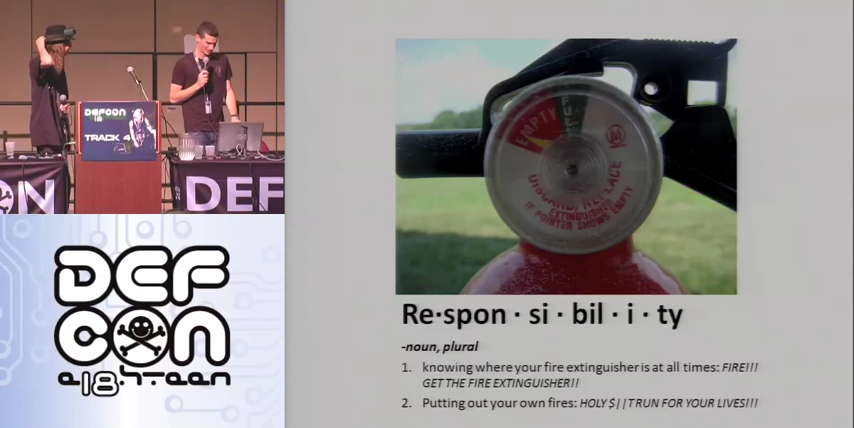 DEFCON
18
TRACK 4
ON
DEF
DEF
CON
e18hteen
EMPTY
DISCARD/REPLACE
EXTINGUISHER
IF POINTER SHOWS EMPTY
Re·spon · si · bil · i · ty
-noun, plural
1. knowing where your fire extinguisher is at all times: FIRE!!!
GET THE FIRE EXTINGUISHER!!
2. Putting out your own fires: HOLY $||T RUN FOR YOUR LIVES!!!